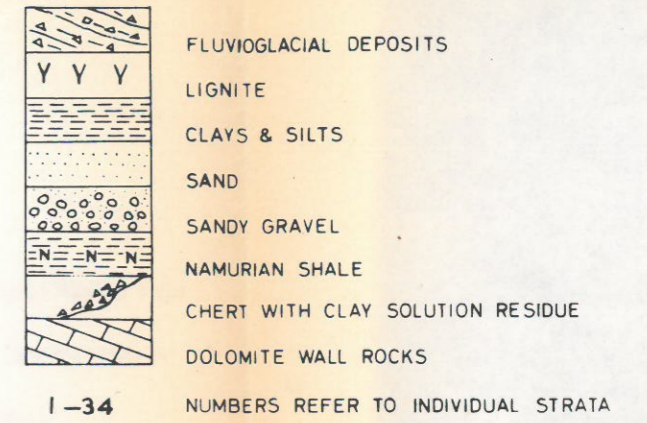 FLUVIOGLACIAL DEPOSITS
Y Y Y LIGNITE
CLAYS & SILTS
SAND
SANDY GRAVEL
N N N NAMURIAN SHALE
CHERT WITH CLAY SOLUTION RESIDUE
DOLOMITE WALL ROCKS
1-34 NUMBERS REFER TO INDIVIDUAL STRATA